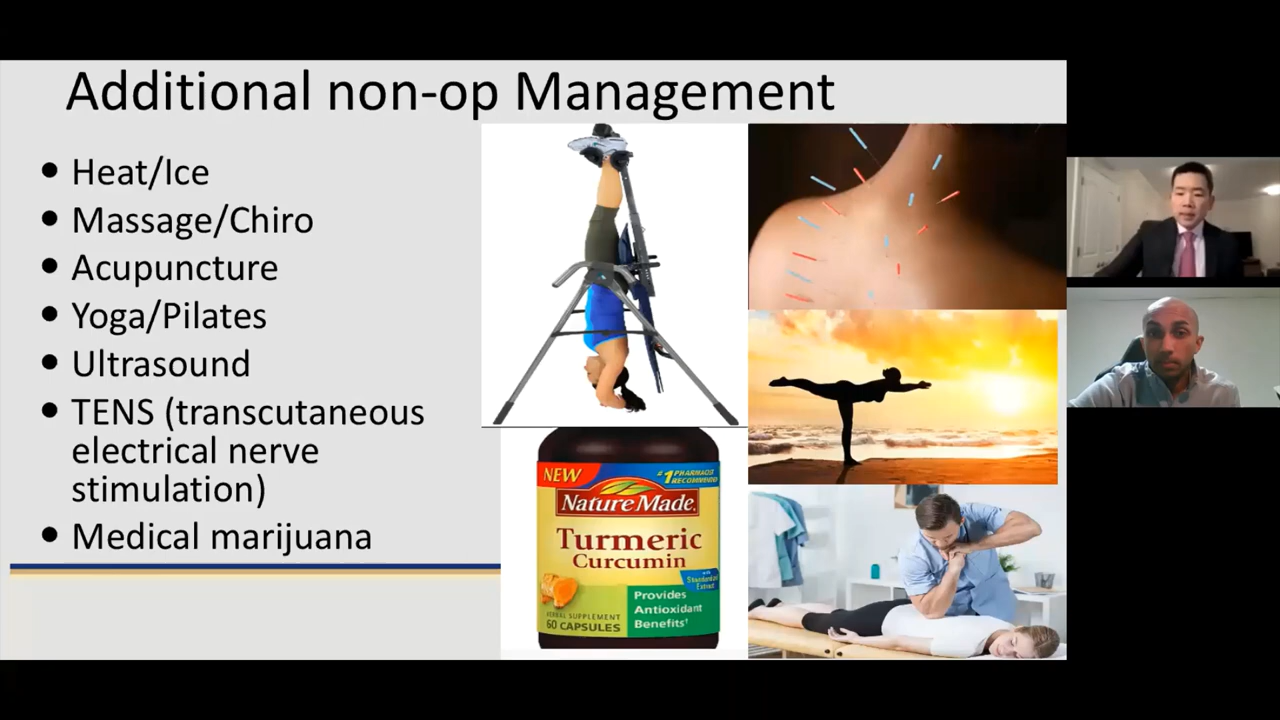 Additional non-op Management
• Heat/Ice
• Massage/Chiro
• Acupuncture
• Yoga/Pilates
• Ultrasound
• TENS (transcutaneous
electrical nerve
stimulation)
• Medical marijuana
NEW
#1 PHARMACIST
RECOMMENDED
Nature Made.
Turmeric
Curcumin
with
Standardized
Extract
Provides
Antioxidant
Benefits†
HERBAL SUPPLEMENT
60 CAPSULES